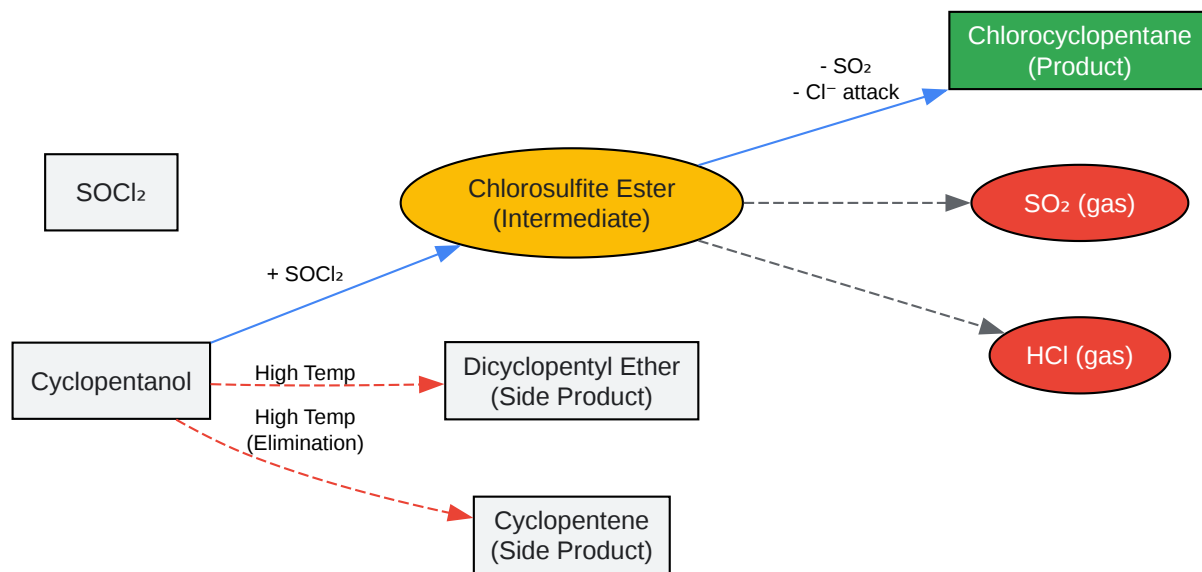 Chlorocyclopentane
(Product)
- SO₂
- Cl⁻ attack
SOCl₂
Chlorosulfite Ester
(Intermediate)
SO₂ (gas)
+ SOCl₂
HCl (gas)
Cyclopentanol
High Temp
Dicyclopentyl Ether
(Side Product)
High Temp
(Elimination)
Cyclopentene
(Side Product)